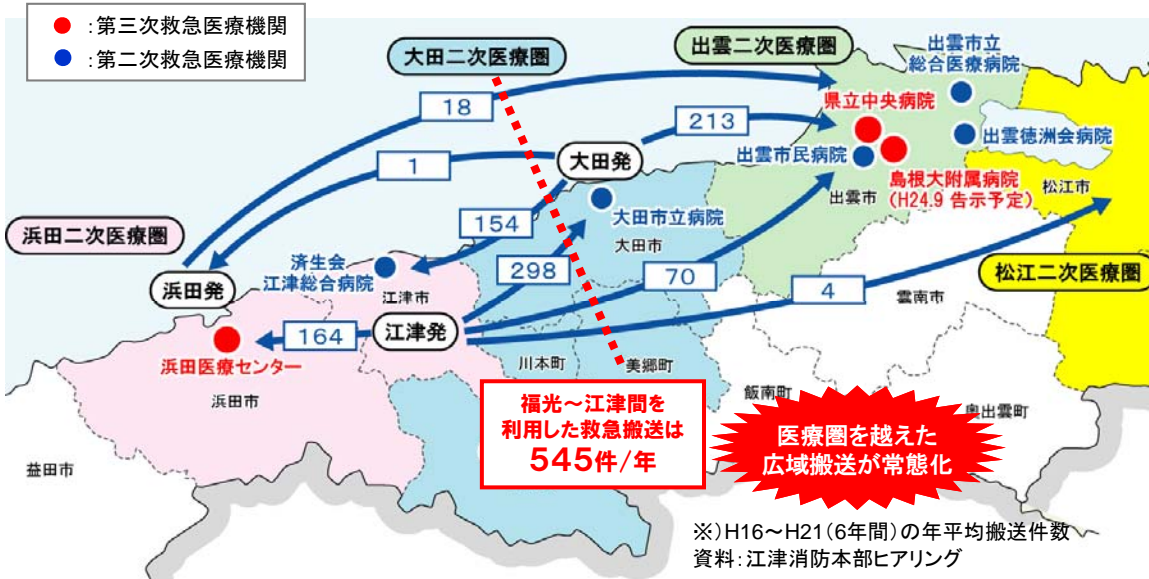 ：第三次救急医療機関
：第二次救急医療機関
大田二次医療圏
出雲二次医療圏
出雲市立
総合医療病院
県立中央病院
18
213
出雲徳洲会病院
大田発
出雲市民病院
1
島根大附属病院
（H24.9 告示予定）
出雲市
松江市
浜田二次医療圏
154
大田市立病院
大田市
済生会
江津総合病院
298
70
4
松江二次医療圏
浜田発
江津市
雲南市
164
江津発
浜田医療センター
川本町
美郷町
浜田市
飯南町
奥出雲町
福光～江津間を
利用した救急搬送は
545件/年
医療圏を越えた
広域搬送が常態化
益田市
※）H16～H21（6年間）の年平均搬送件数
資料：江津消防本部ヒアリング